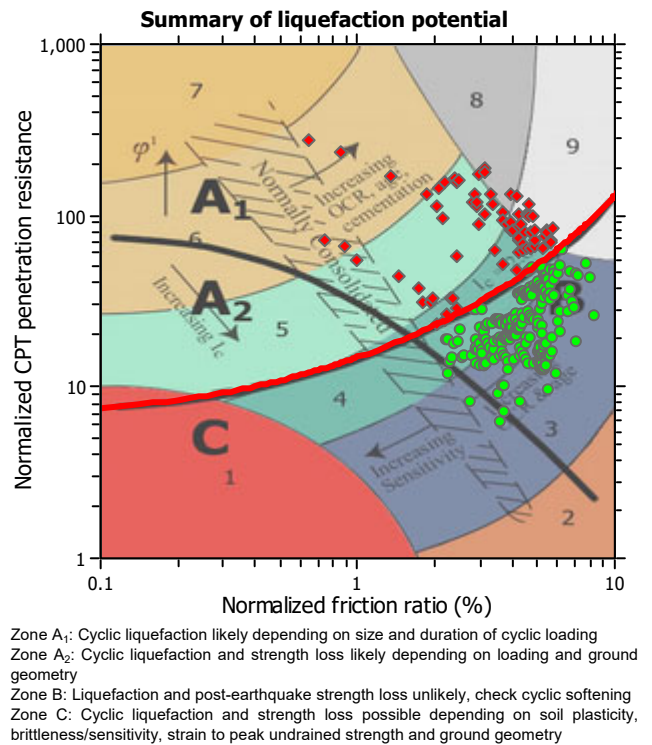 Summary of liquefaction potential
1,000
100
10
1
0.1
1
10
Normalized CPT penetration resistance
Normalized friction ratio (%)
7
8
9
φ'
A1
Increasing OCR, age, cementation
Normally Consolidated
6
A2
Increasing Ic
5
Ic
B
4
C
1
Increasing
& age
Increasing Sensitivity
3
2
Zone A1: Cyclic liquefaction likely depending on size and duration of cyclic loading
Zone A2: Cyclic liquefaction and strength loss likely depending on loading and ground
geometry
Zone B: Liquefaction and post-earthquake strength loss unlikely, check cyclic softening
Zone C: Cyclic liquefaction and strength loss possible depending on soil plasticity,
brittleness/sensitivity, strain to peak undrained strength and ground geometry